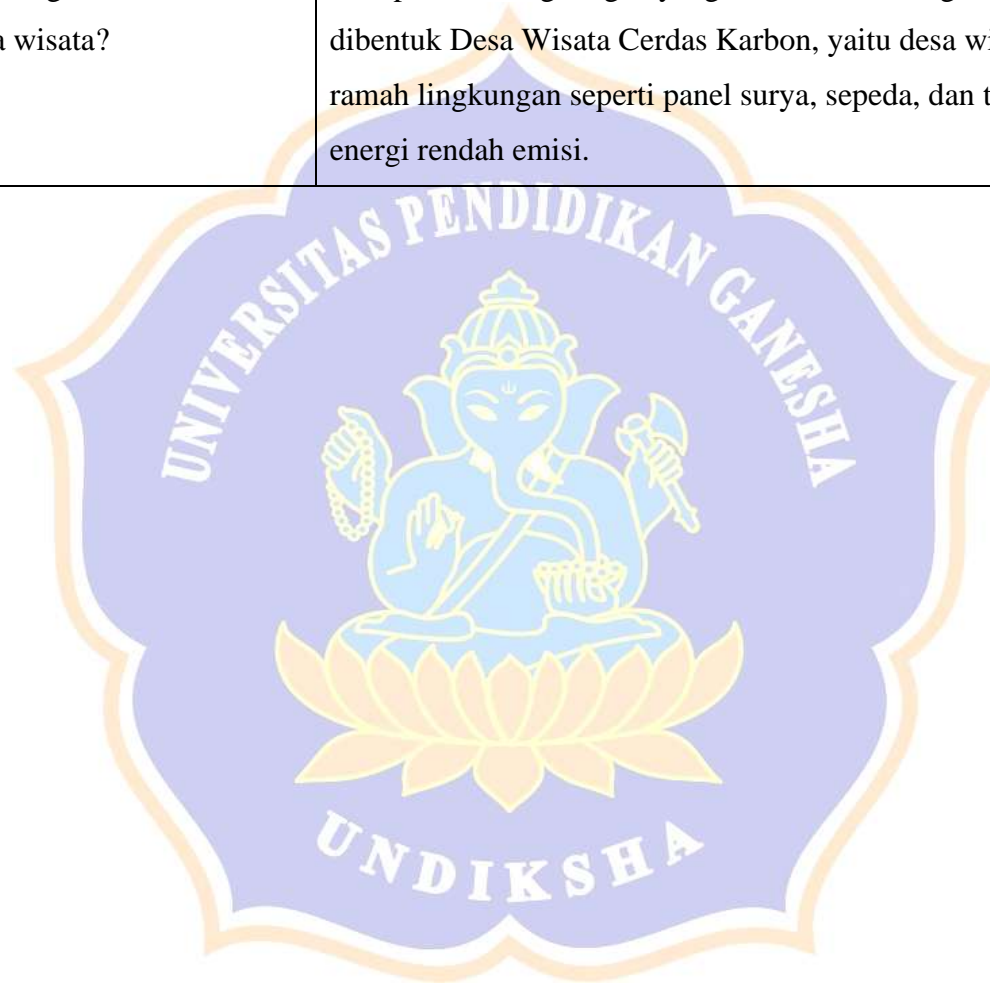 a wisata?
dibentuk Desa Wisata Cerdas Karbon, yaitu desa
ramah lingkungan seperti panel surya, sepeda, dan
energi rendah emisi.
UNIVERSITAS PENDIDIKAN GANESHA
UNDIKSHA